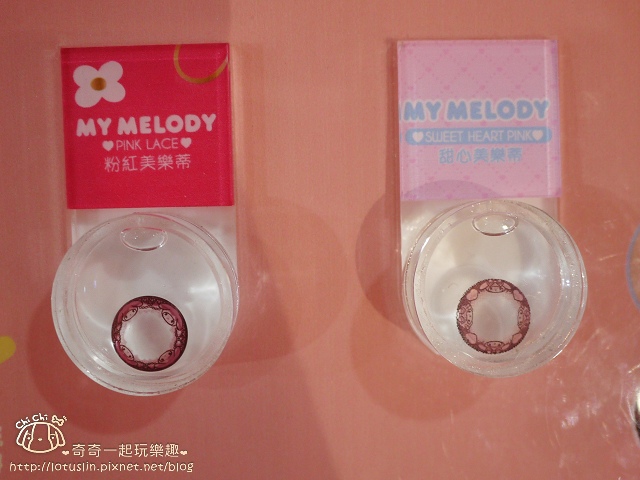 MY MELODY
♥PINK LACE♥
粉紅美樂蒂
MY MELODY
♥SWEET HEART PINK♥
甜心美樂蒂
chi chi
♥奇奇一起玩樂趣♥
http://lotuslin.pixnet.net/blog